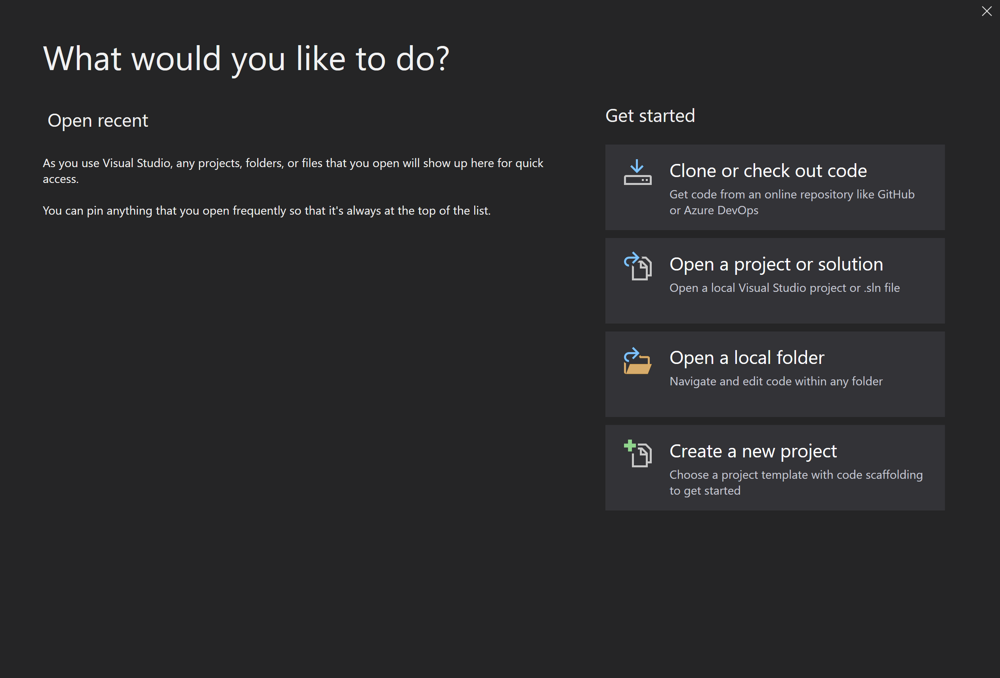 What would you like to do?
Open recent
As you use Visual Studio, any projects, folders, or files that you open will show up here for quick
access.
You can pin anything that you open frequently so that it's always at the top of the list.
Get started
Clone or check out code
Get code from an online repository like GitHub
or Azure DevOps
Open a project or solution
Open a local Visual Studio project or .sln file
Open a local folder
Navigate and edit code within any folder
Create a new project
Choose a project template with code scaffolding
to get started